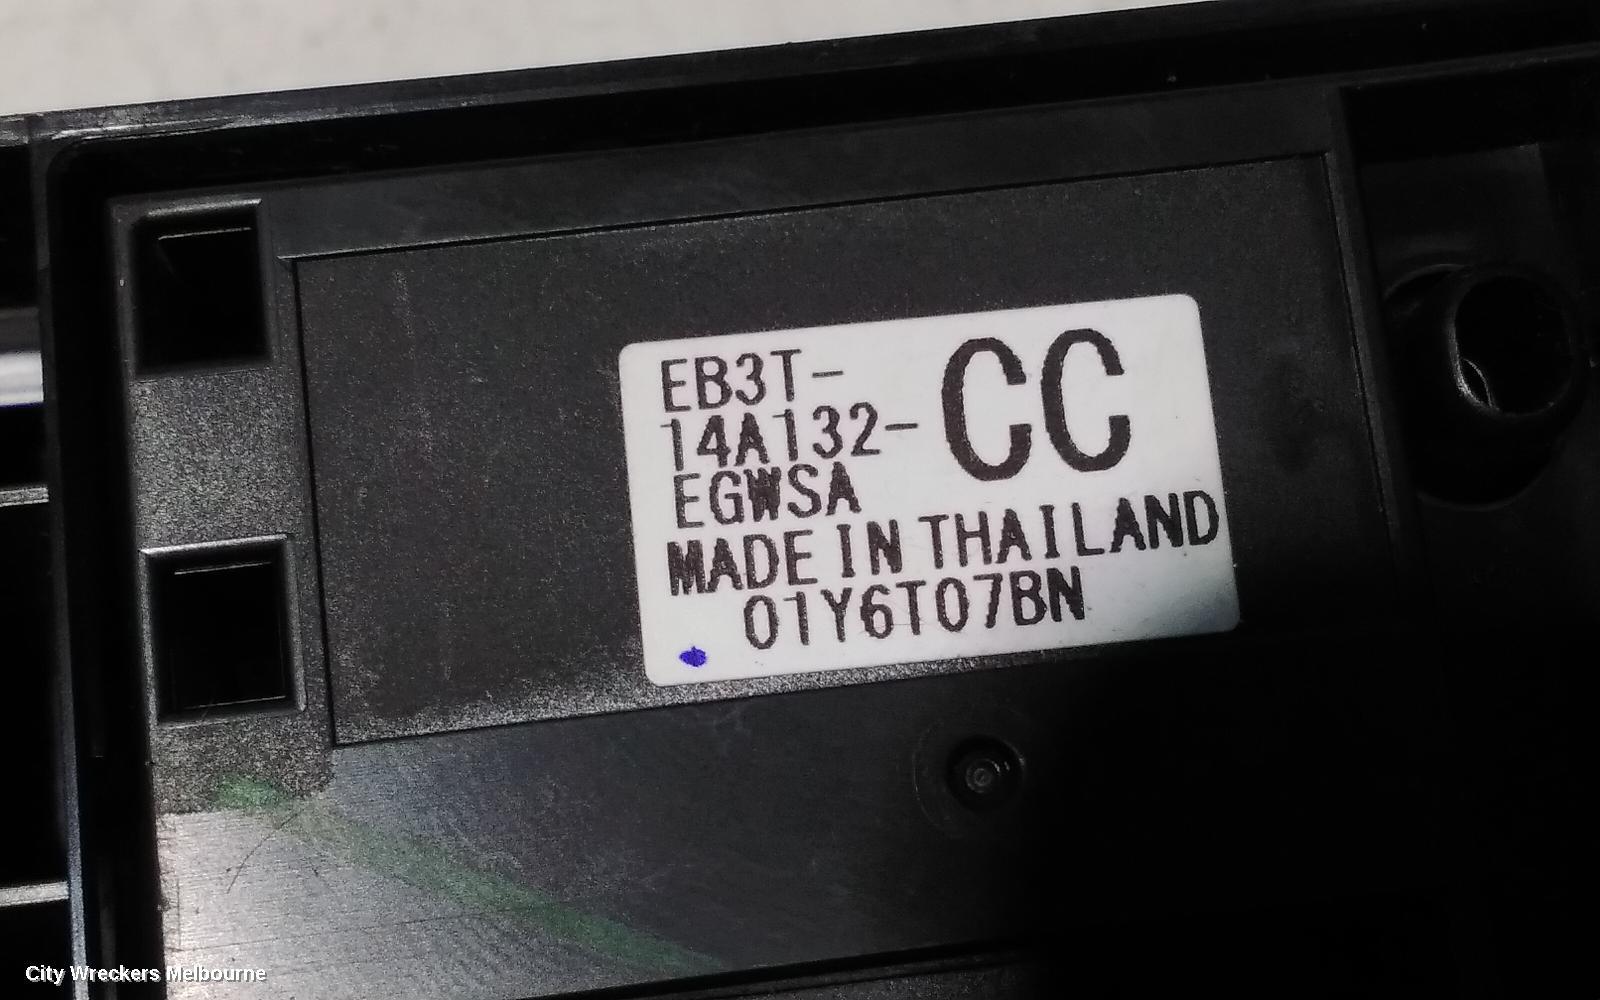 EB3T-
14A132- CC
EGWSA
MADE IN THAILAND
01Y6T07BN
City Wreckers Melbourne